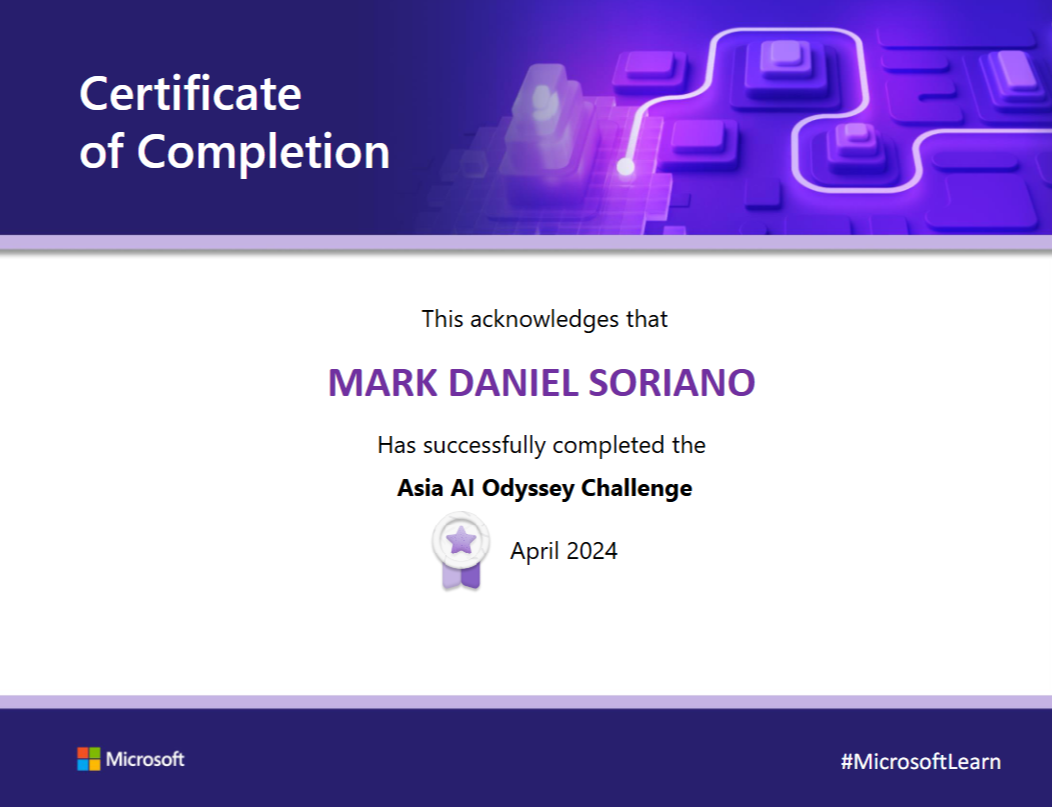 Certificate
of Completion
This acknowledges that
MARK DANIEL SORIANO
Has successfully completed the
Asia AI Odyssey Challenge
April 2024
Microsoft
#MicrosoftLearn